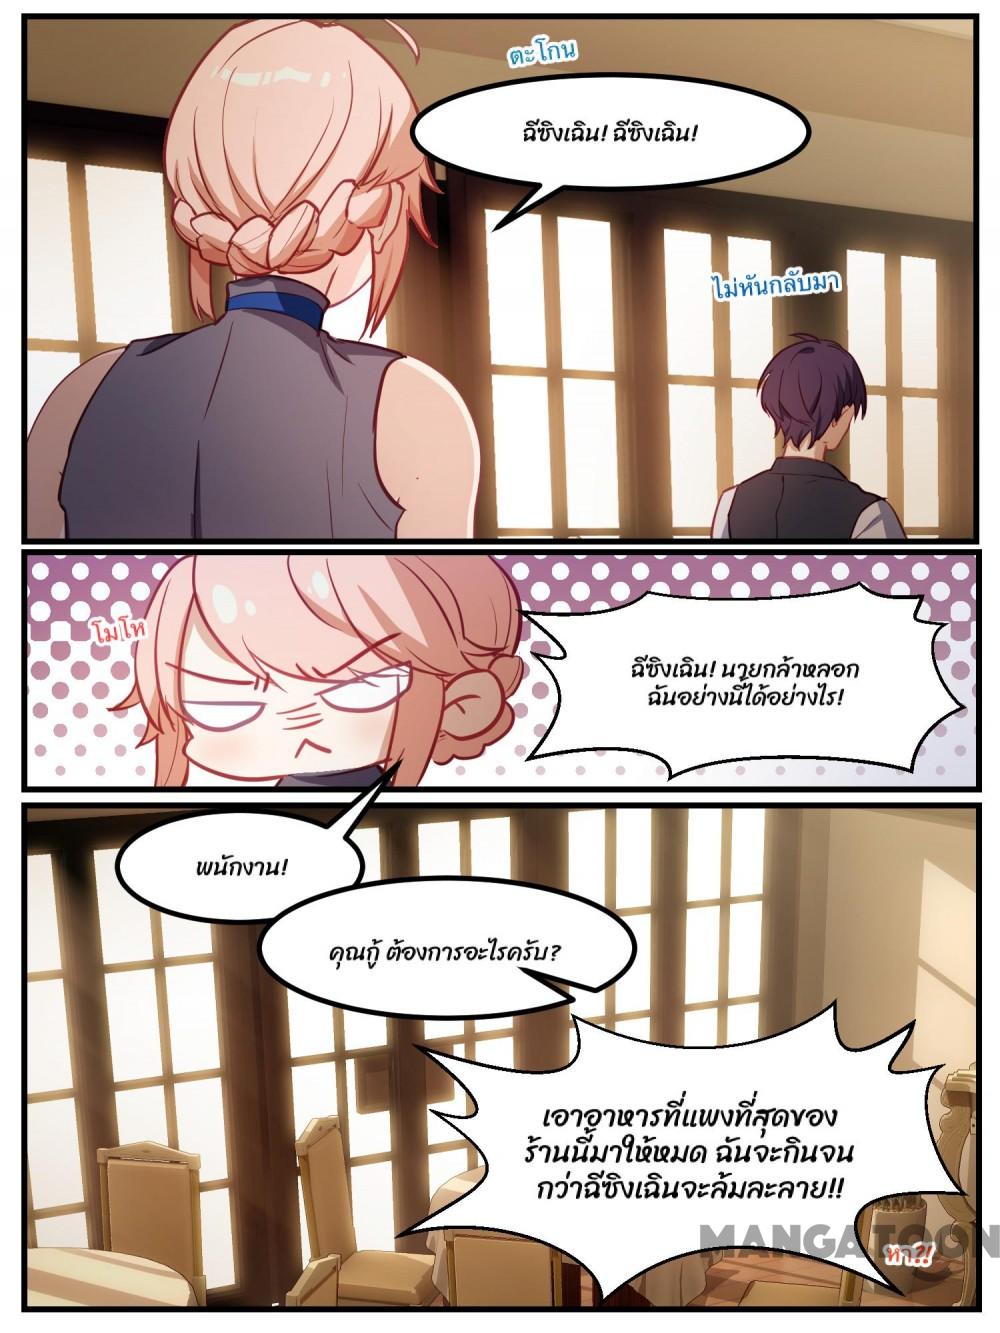 ตะโกน
ฉีซิงเฉิน! ฉีซิงเฉิน!
ไม่หันกลับมา
โมโห
ฉีซิงเฉิน! นายกล้าหลอก
ฉันอย่างนี้ได้อย่างไร!
พนักงาน!
คุณกู้ ต้องการอะไรครับ?
เอาอาหารที่แพงที่สุดของ
ร้านนี้มาให้หมด ฉันจะกินจน
กว่าฉีซิงเฉินจะล้มละลาย!!
MANGATOON
หา?!